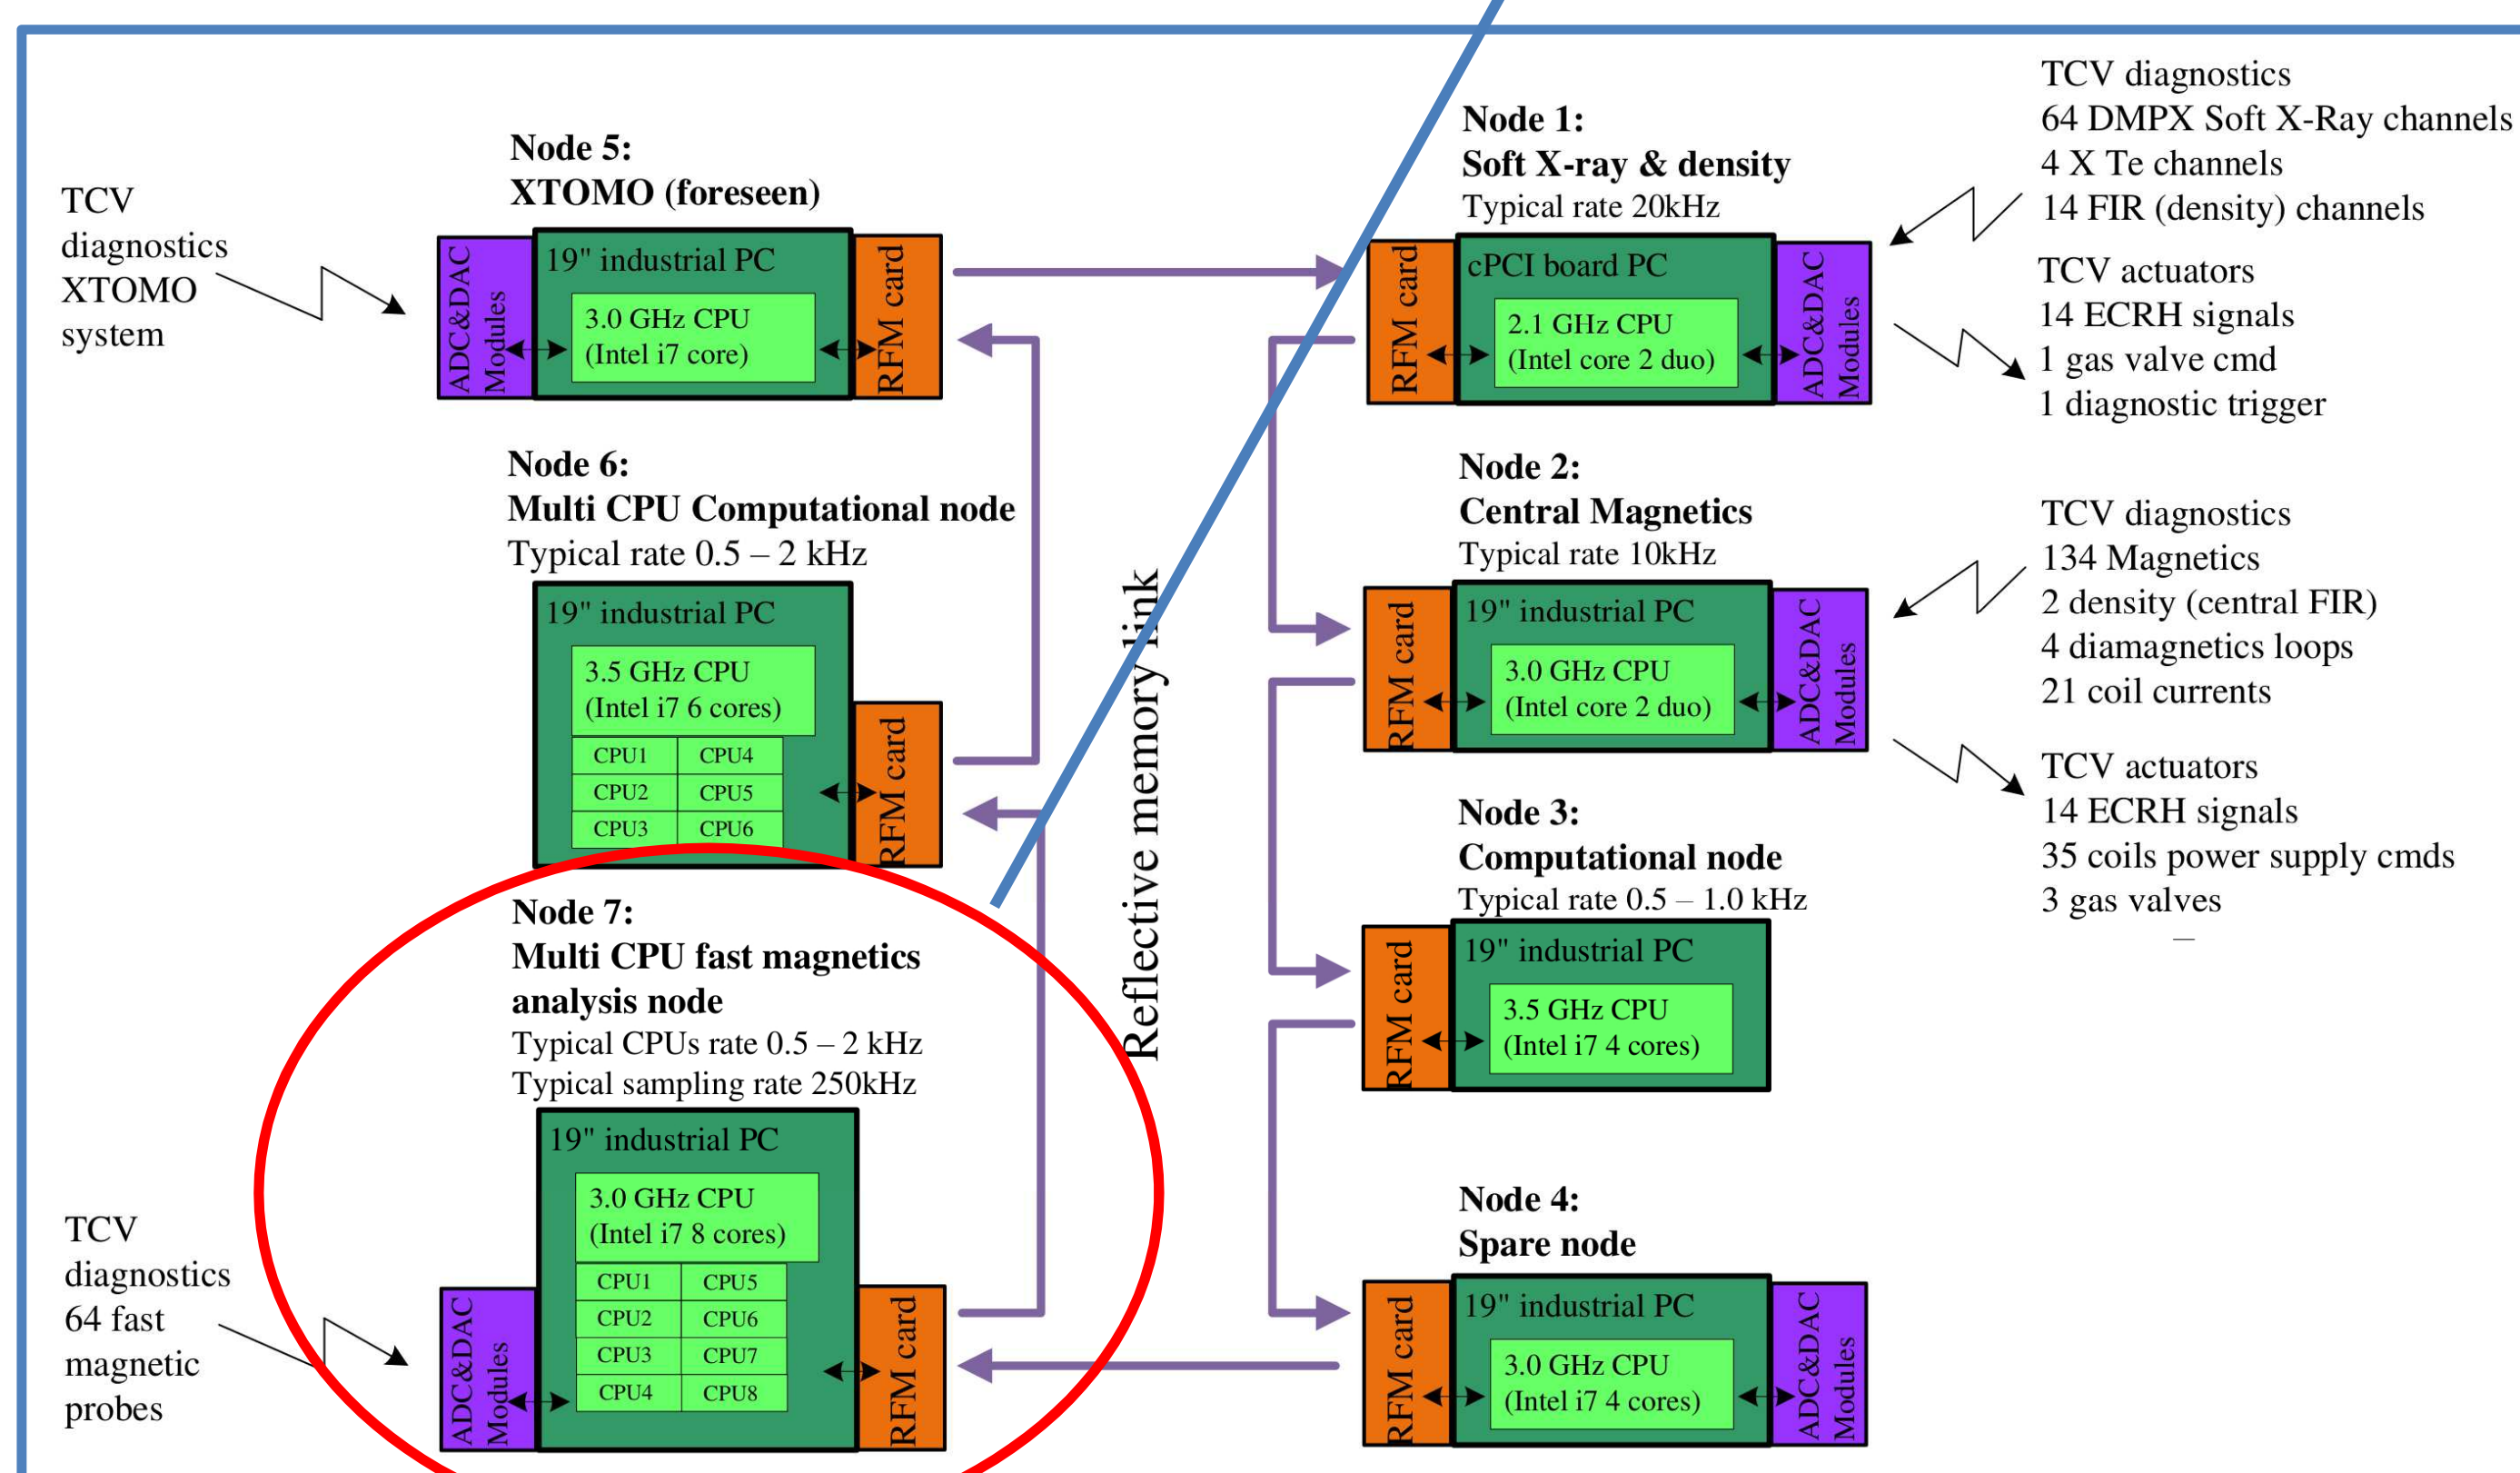 TCV
diagnostics
XTOMO
system
Node 5:
XTOMO (foreseen)
ADC&DAC
Modules
19" industrial PC
3.0 GHz CPU
(Intel i7 core)
RFM card
Node 6:
Multi CPU Computational node
Typical rate 0.5 – 2 kHz
19" industrial PC
3.5 GHz CPU
(Intel i7 6 cores)
CPU1 CPU4
CPU2 CPU5
CPU3 CPU6
RFM card
Node 7:
Multi CPU fast magnetics
analysis node
Typical CPUs rate 0.5 – 2 kHz
Typical sampling rate 250kHz
TCV
diagnostics
64 fast
magnetic
probes
ADC&DAC
Modules
19" industrial PC
3.0 GHz CPU
(Intel i7 8 cores)
CPU1 CPU5
CPU2 CPU6
CPU3 CPU7
CPU4 CPU8
RFM card
Reflective memory link
Node 1:
Soft X-ray & density
Typical rate 20kHz
RFM card
cPCI board PC
2.1 GHz CPU
(Intel core 2 duo)
ADC&DAC
Modules
TCV diagnostics
64 DMPX Soft X-Ray channels
4 X Te channels
14 FIR (density) channels
TCV actuators
14 ECRH signals
1 gas valve cmd
1 diagnostic trigger
Node 2:
Central Magnetics
Typical rate 10kHz
RFM card
19" industrial PC
3.0 GHz CPU
(Intel core 2 duo)
ADC&DAC
Modules
TCV diagnostics
134 Magnetics
2 density (central FIR)
4 diamagnetics loops
21 coil currents
TCV actuators
14 ECRH signals
35 coils power supply cmds
3 gas valves
–
Node 3:
Computational node
Typical rate 0.5 – 1.0 kHz
RFM card
19" industrial PC
3.5 GHz CPU
(Intel i7 4 cores)
Node 4:
Spare node
RFM card
19" industrial PC
3.0 GHz CPU
(Intel i7 4 cores)
ADC&DAC
Modules